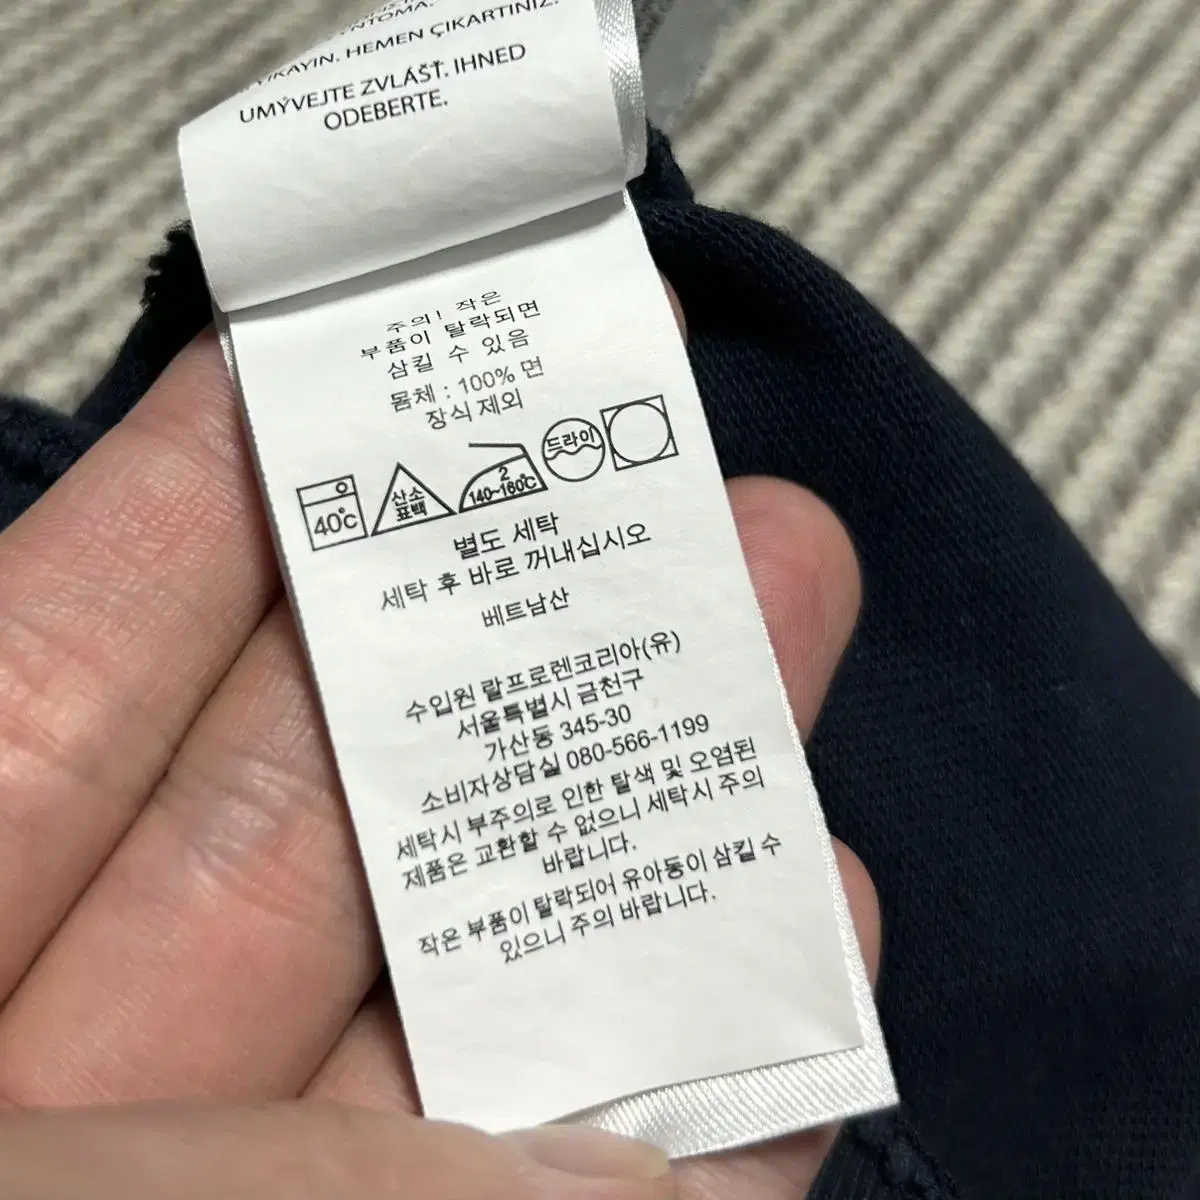 YIKAYIN. HEMEN ÇIKARTINIZ.
UMÝVEJTE ZVLÁŠŤ. IHNED
ODEBERTE.
주의! 작은
부품이 탈락되면
삼킬 수 있음
몸체 : 100% 면
장식제외
40°C
산소
표백
2
140~160°C
드라이
별도 세탁
세탁 후 바로 꺼내십시오
베트남산
수입원 랄프로렌코리아(유)
서울특별시 금천구
가산동 345-30
소비자상담실 080-566-1199
세탁시 부주의로 인한 탈색 및 오염된
제품은 교환할 수 없으니 세탁시 주의
바랍니다.
작은 부품이 탈락되어 유아동이 삼킬 수
있으니 주의 바랍니다.